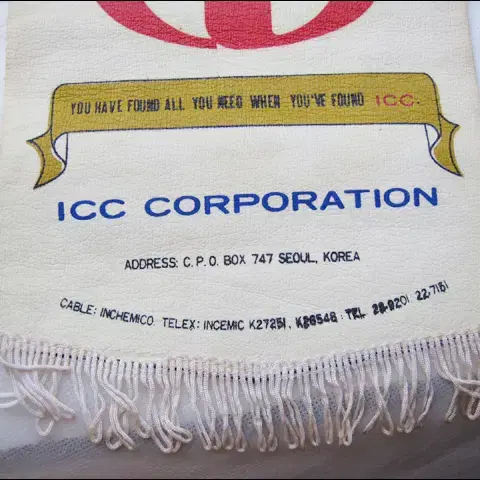 YOU HAVE FOUND ALL YOU NEED WHEN YOU'VE FOUND ICC.
ICC CORPORATION
ADDRESS: C.P.O. BOX 747 SEOUL, KOREA
CABLE: INCHEMICO TELEX: INCEMIC K27251, K26546 TEL 28-9201 22-7151